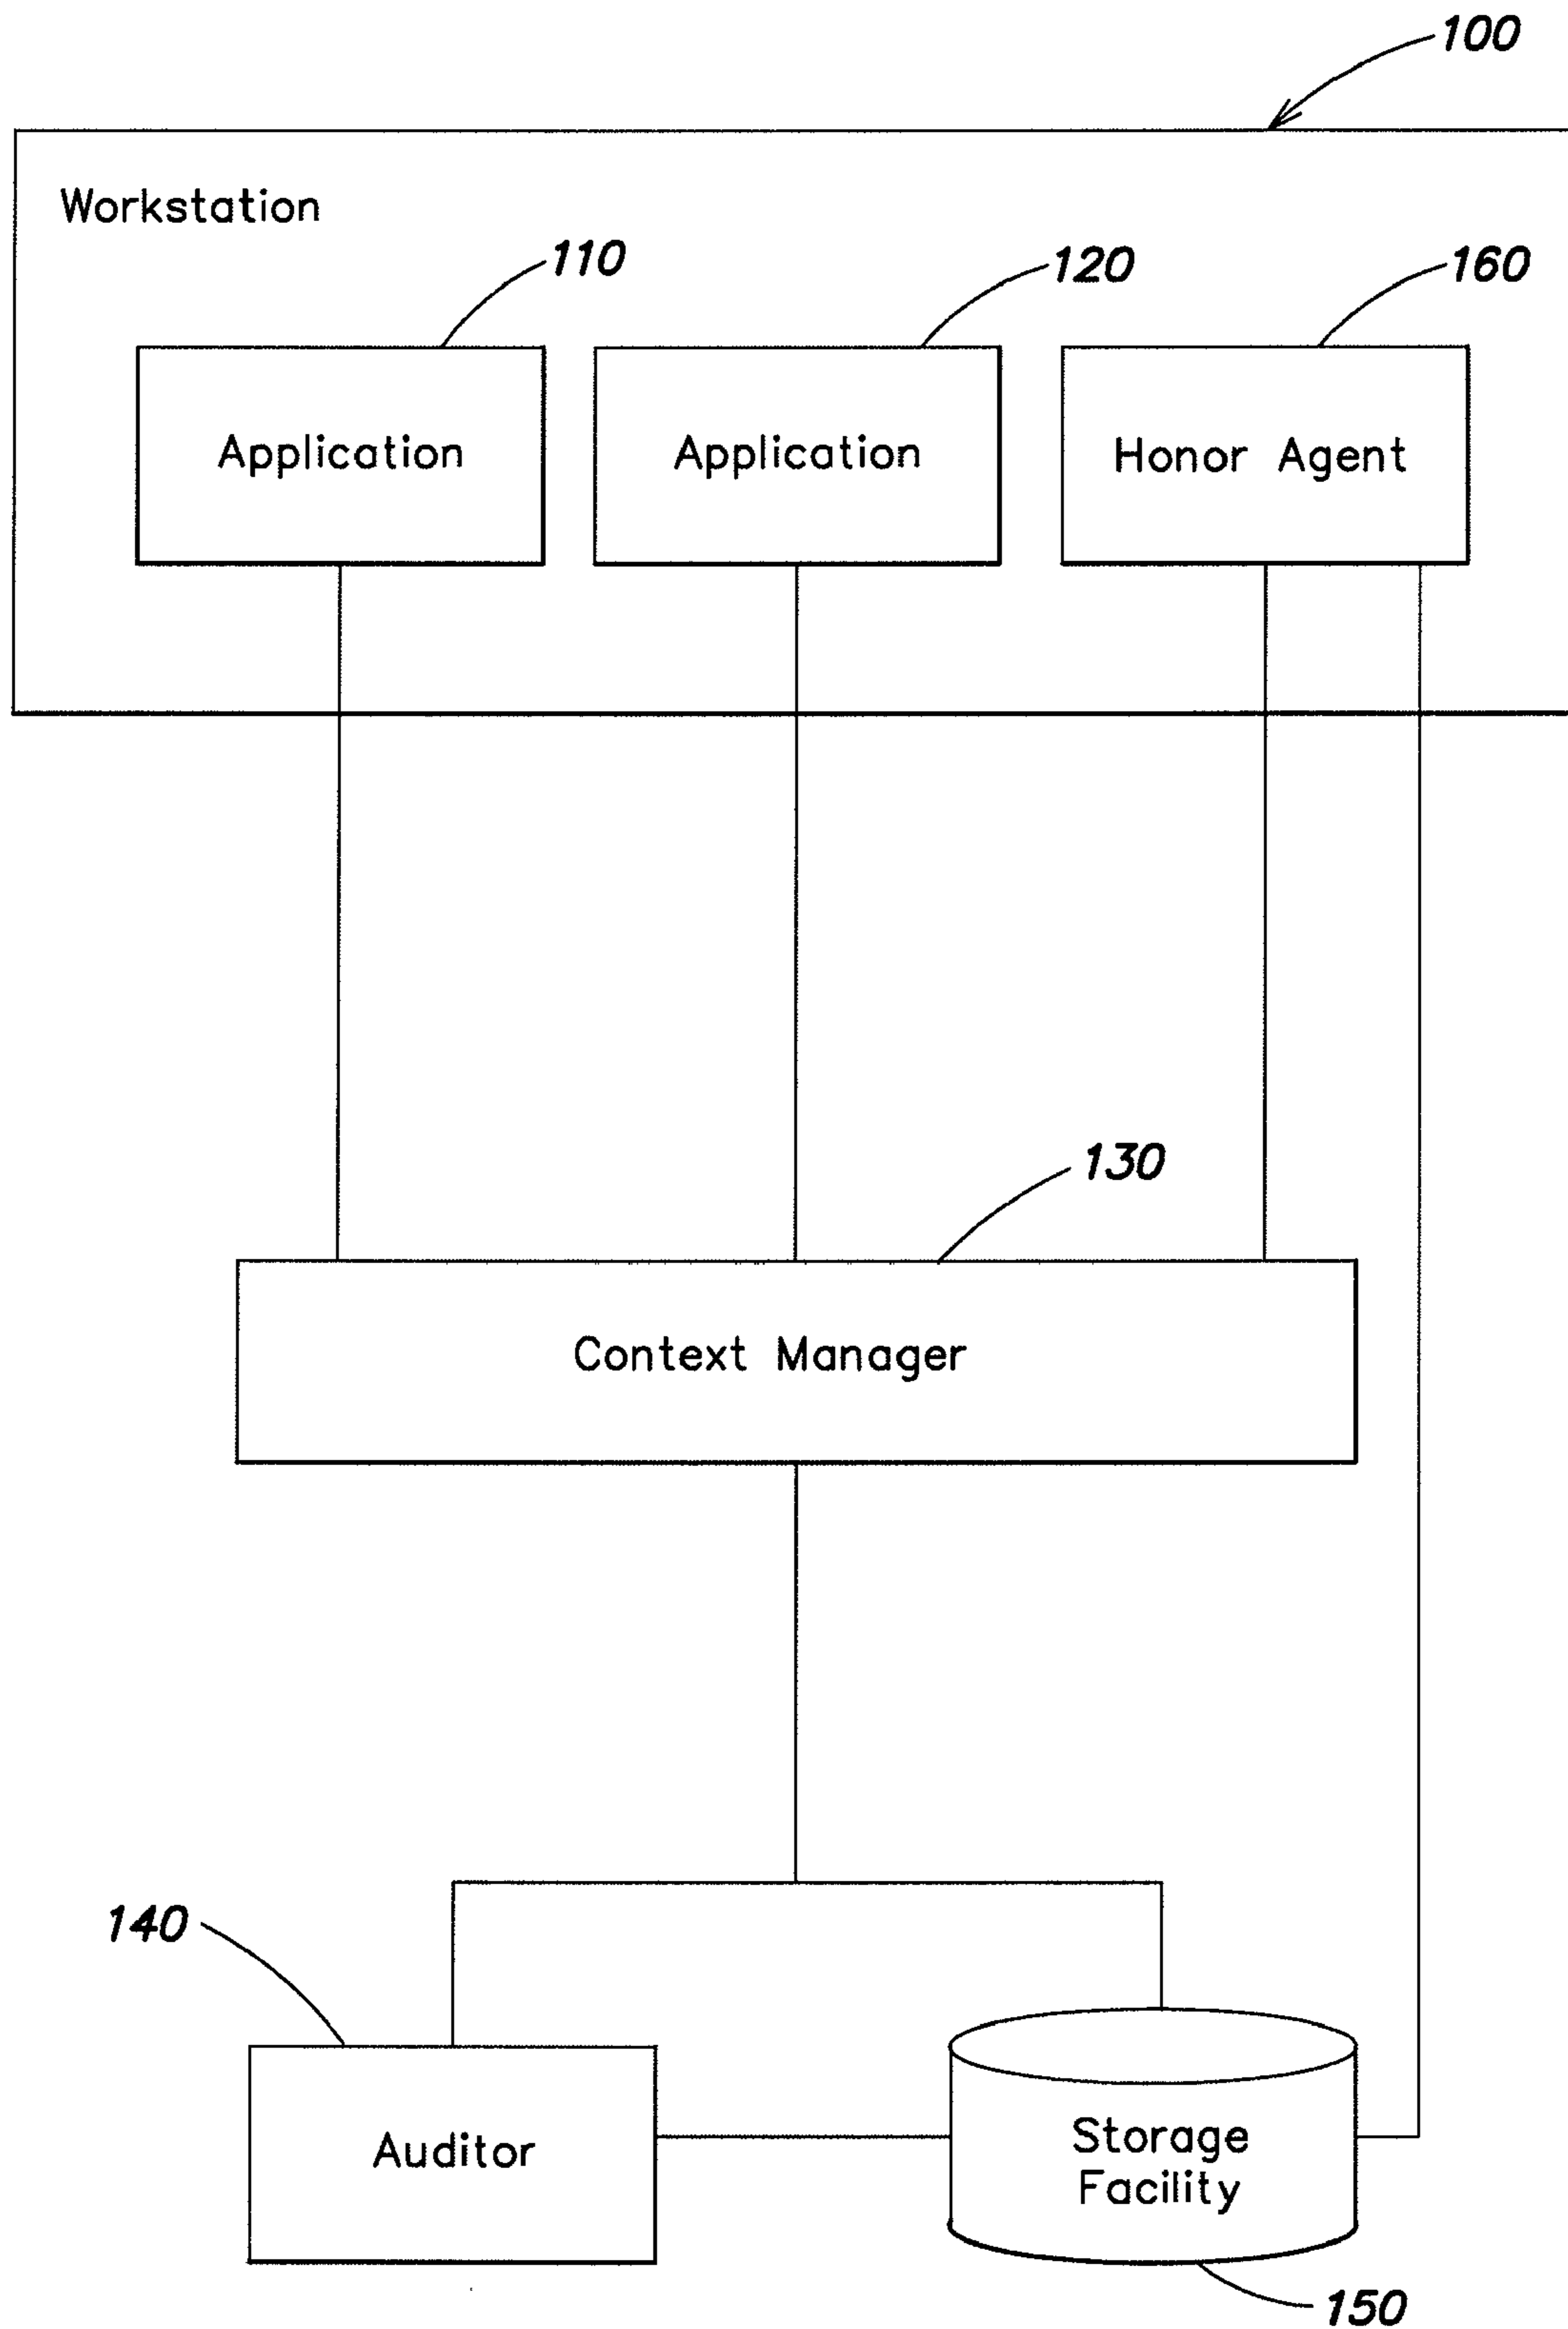 100
Workstation
110
120
160
Application
Application
Honor Agent
130
Context Manager
140
Auditor
Storage
Facility
150